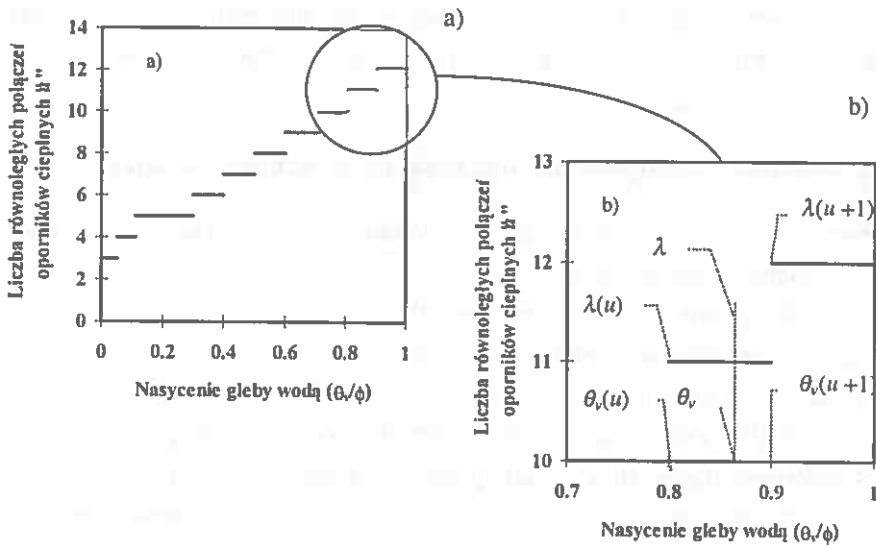 a)
Liczba równoległych połączeń
oporników cieplnych "u"
a)
14
12
10
8
6
4
2
0
0
0.2
0.4
0.6
0.8
1
Nasycenie gleby wodą (θᵥ/ϕ)
b)
Liczba równoległych połączeń
oporników cieplnych "u"
b)
13
12
11
10
λ(u+1)
λ
λ(u)
θᵥ(u)
θᵥ
θᵥ(u+1)
0.7
0.8
0.9
1
Nasycenie gleby wodą (θᵥ/ϕ)